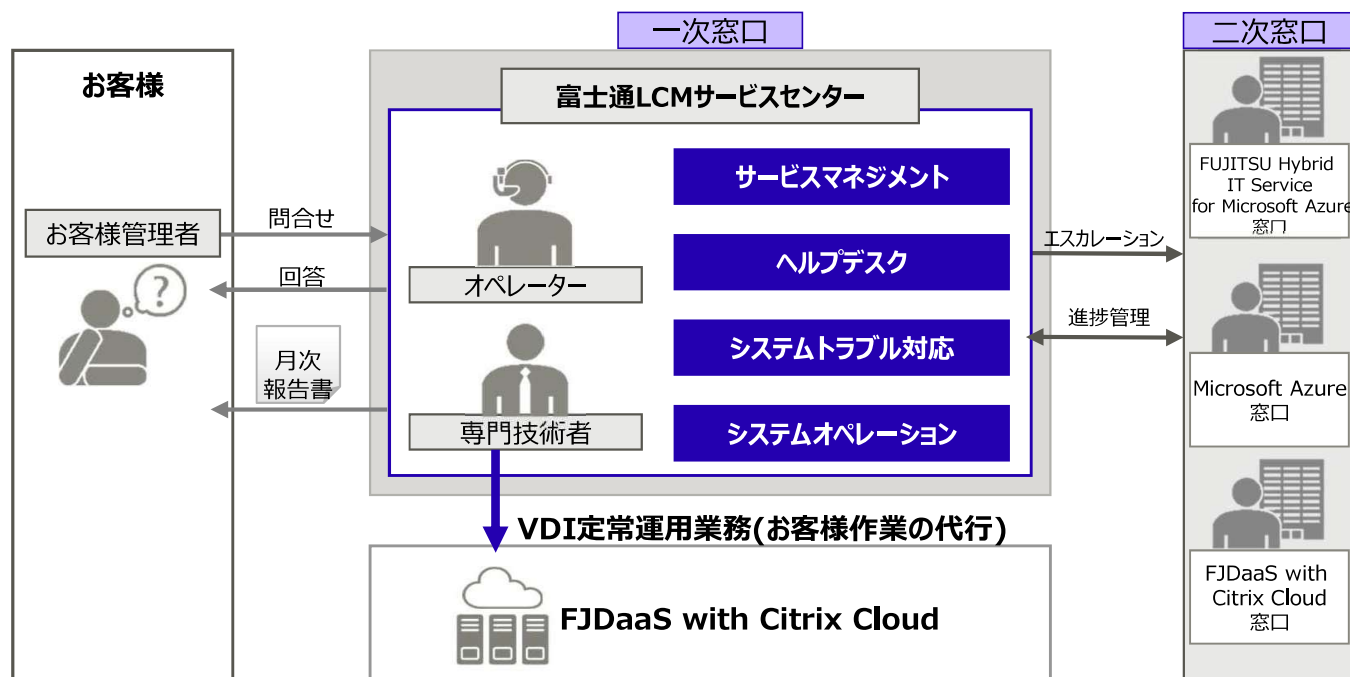 一次窓口
二次窓口
お客様
富士通LCMサービスセンター
お客様管理者
問合せ
回答
月次
報告書
オペレーター
専門技術者
サービスマネジメント
ヘルプデスク
システムトラブル対応
システムオペレーション
エスカレーション
進捗管理
FUJITSU Hybrid
IT Service
for Microsoft Azure
窓口
Microsoft Azure
窓口
FJDaaS with
Citrix Cloud
窓口
VDI定常運用業務(お客様作業の代行)
FJDaaS with Citrix Cloud
?